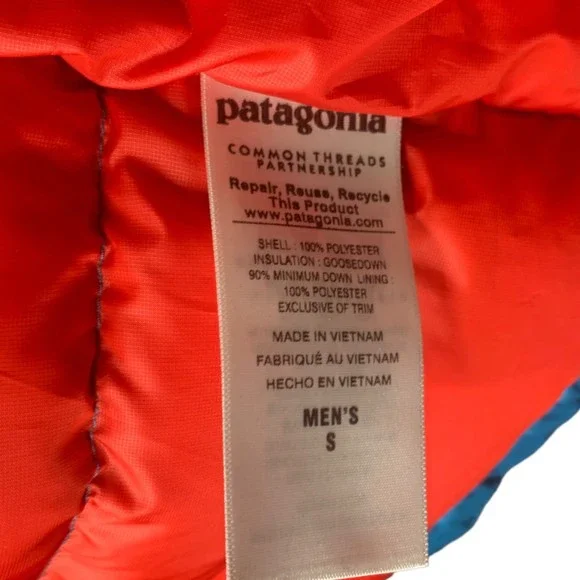 patagonia
COMMON THREADS
PARTNERSHIP
Repair, Reuse, Recycle
This Product
www.patagonia.com
SHELL : 100% POLYESTER
INSULATION : GOOSEDOWN
90% MINIMUM DOWN LINING :
100% POLYESTER
EXCLUSIVE OF TRIM
MADE IN VIETNAM
FABRIQUÉ AU VIETNAM
HECHO EN VIETNAM
MEN'S
S